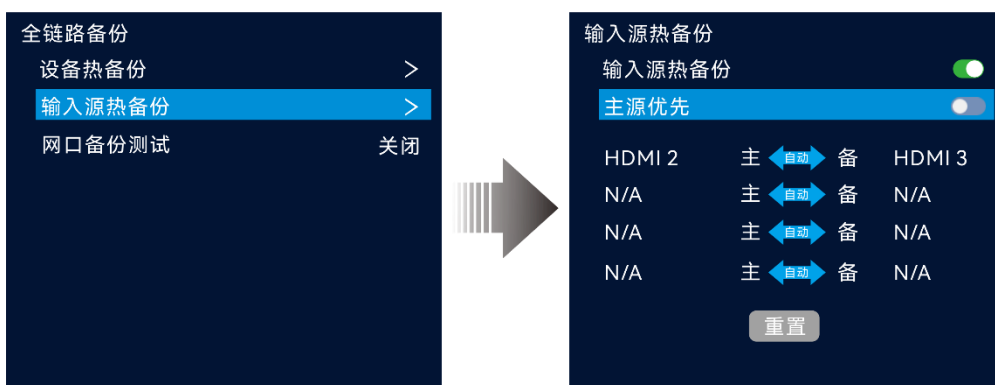 全链路备份
设备热备份 >
输入源热备份 >
网口备份测试 关闭
输入源热备份
输入源热备份
主源优先
HDMI 2 主 自动 备 HDMI 3
N/A 主 自动 备 N/A
N/A 主 自动 备 N/A
N/A 主 自动 备 N/A
重置